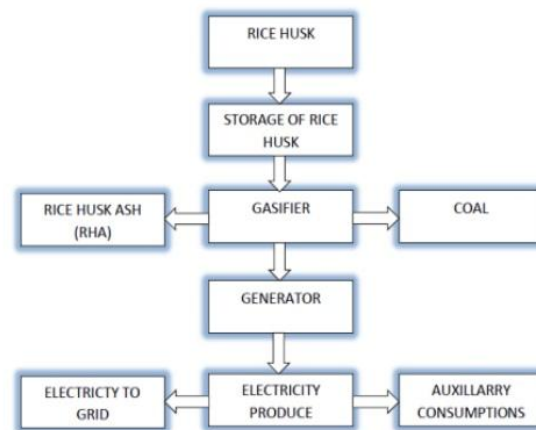 RICE HUSK
STORAGE OF RICE
HUSK
RICE HUSK ASH
(RHA)
GASIFIER
COAL
GENERATOR
ELECTRICTY TO
GRID
ELECTRICITY
PRODUCE
AUXILLARRY
CONSUMPTIONS